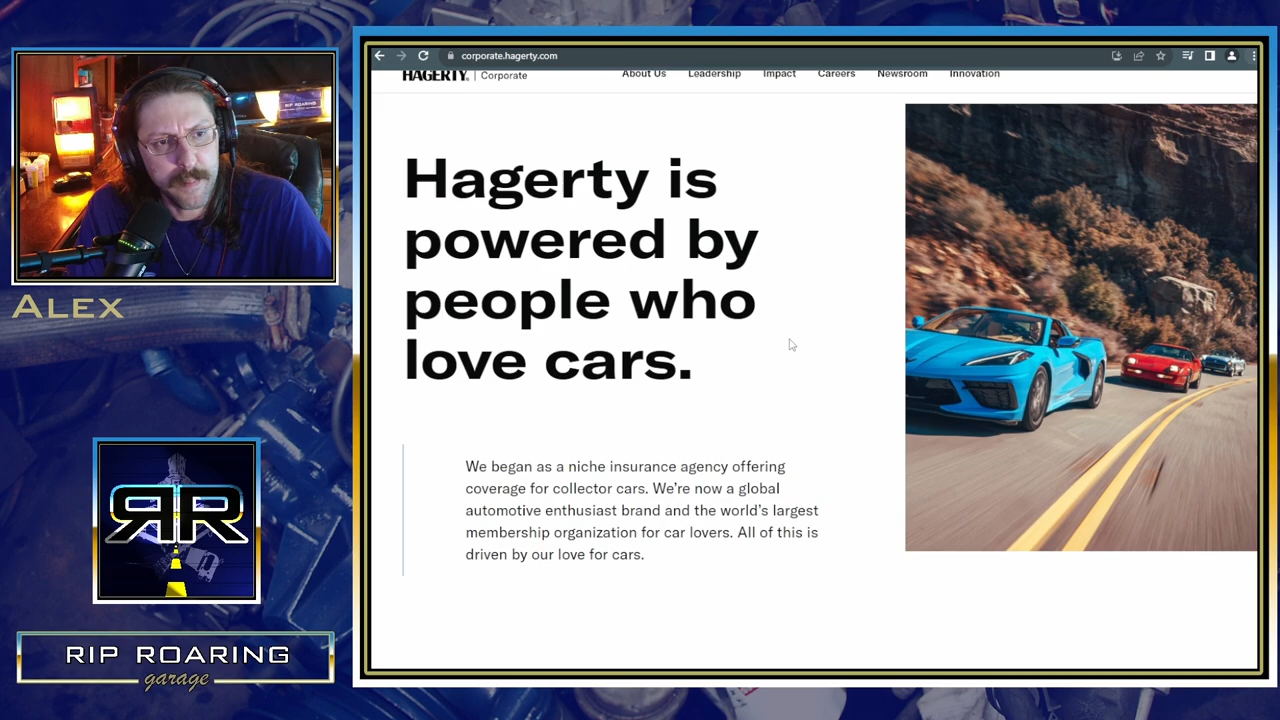 corporate.hagerty.com
HAGERTY. | Corporate
About Us
Leadership
Impact
Careers
Newsroom
Innovation
RIP ROARING
Hagerty is
powered by
people who
love cars.
ALEX
We began as a niche insurance agency offering
coverage for collector cars. We’re now a global
automotive enthusiast brand and the world’s largest
membership organization for car lovers. All of this is
driven by our love for cars.
RR
RIP ROARING
garage